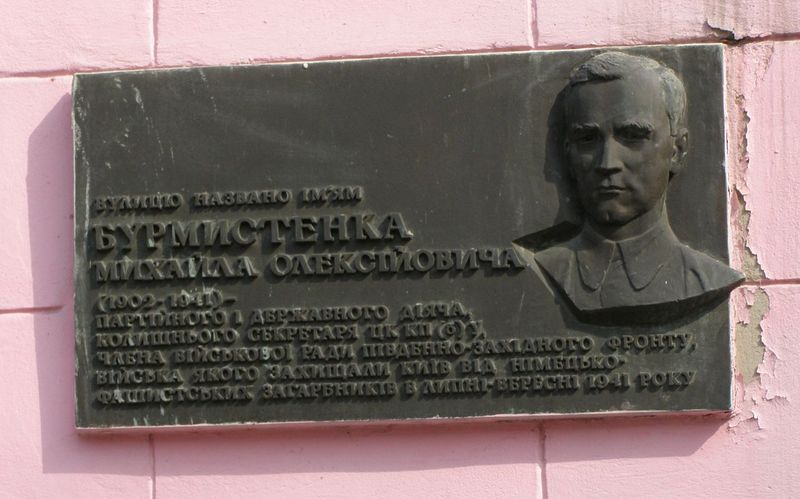 ВУЛИЦЮ НАЗВАНО ІМ'ЯМ
БУРМИСТЕНКА
МИХАЙЛА ОЛЕКСІЙОВИЧА
(1902-1941)-
ПАРТІЙНОГО І ДЕРЖАВНОГО ДІЯЧА,
КОЛИШНЬОГО СЕКРЕТАРЯ ЦК КП(б)У,
ЧЛЕНА ВІЙСЬКОВОЇ РАДИ ПІВДЕННО-ЗАХІДНОГО ФРОНТУ,
ВІЙСЬКА ЯКОГО ЗАХИЩАЛИ КИЇВ ВІД НІМЕЦЬКО-
ФАШИСТСЬКИХ ЗАГАРБНИКІВ В ЛИПНІ-ВЕРЕСНІ 1941 РОКУ